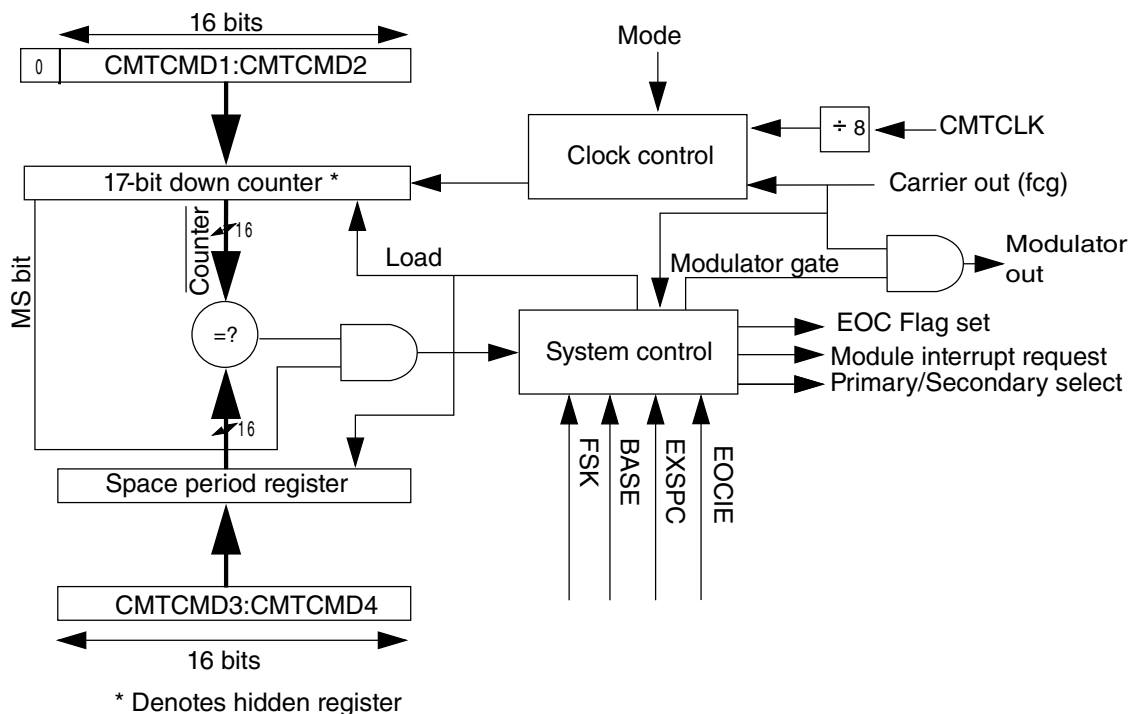 16 bits
0
CMTCMD1:CMTCMD2
Mode
÷ 8
CMTCLK
Clock control
17-bit down counter *
Carrier out (fcg)
MS bit
Counter
16
Load
Modulator gate
Modulator
out
=?
System control
EOC Flag set
Module interrupt request
Primary/Secondary select
16
FSK
BASE
EXSPC
EOCIE
Space period register
CMTCMD3:CMTCMD4
16 bits
* Denotes hidden register